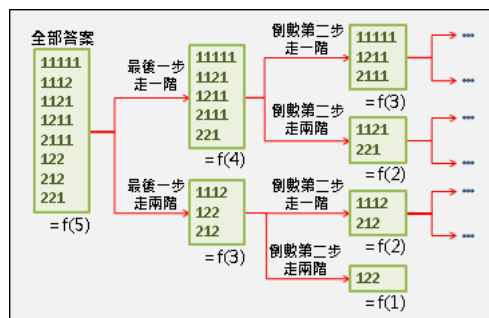 全部答案
11111
1112
1121
1211
2111
122
212
221
=f(5)
最後一步
走一階
11111
1121
1211
2111
221
=f(4)
最後一步
走兩階
1112
122
212
=f(3)
倒數第二步
走一階
11111
1211
2111
=f(3)
倒數第二步
走兩階
1121
221
=f(2)
倒數第二步
走一階
1112
212
=f(2)
倒數第二步
走兩階
122
=f(1)
...
...
...
...
...
...